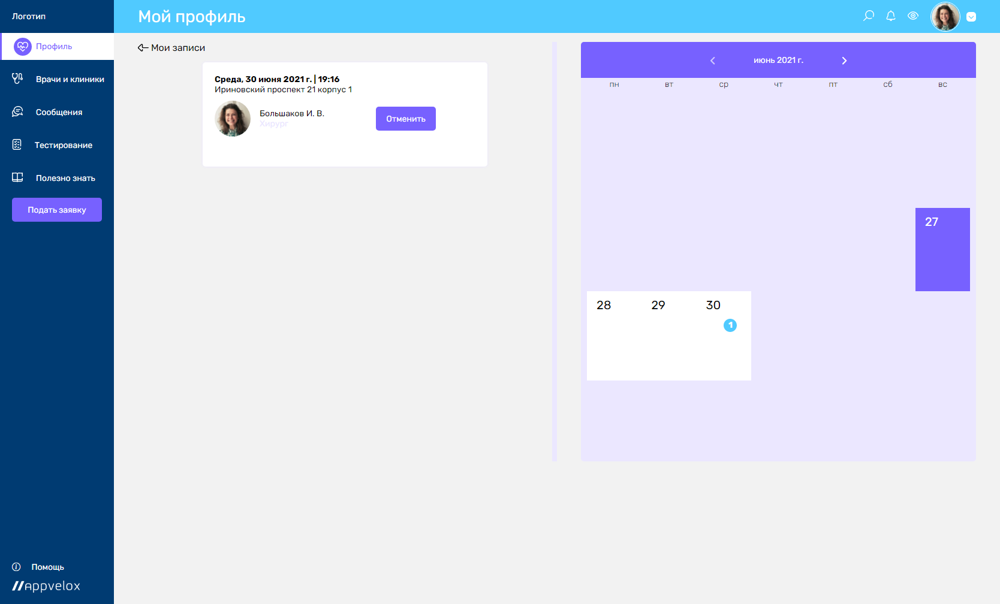 Логотип
Мой профиль
Профиль
Врачи и клиники
Сообщения
Тестирование
Полезно знать
Подать заявку
Помощь
appvelox
Мои записи
Среда, 30 июня 2021 г. | 19:16
Ириновский проспект 21 корпус 1
Большаков И. В.
Хирург
Отменить
июнь 2021 г.
пн вт ср чт пт сб вс
27
28 29 30
1